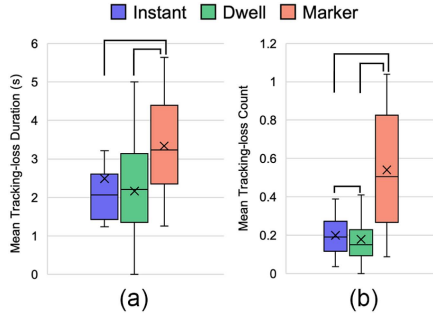 Instant Dwell Marker
Mean Tracking-loss Duration (s)
6
5
4
3
2
1
0
(a)
Mean Tracking-loss Count
1.2
1
0.8
0.6
0.4
0.2
0
(b)